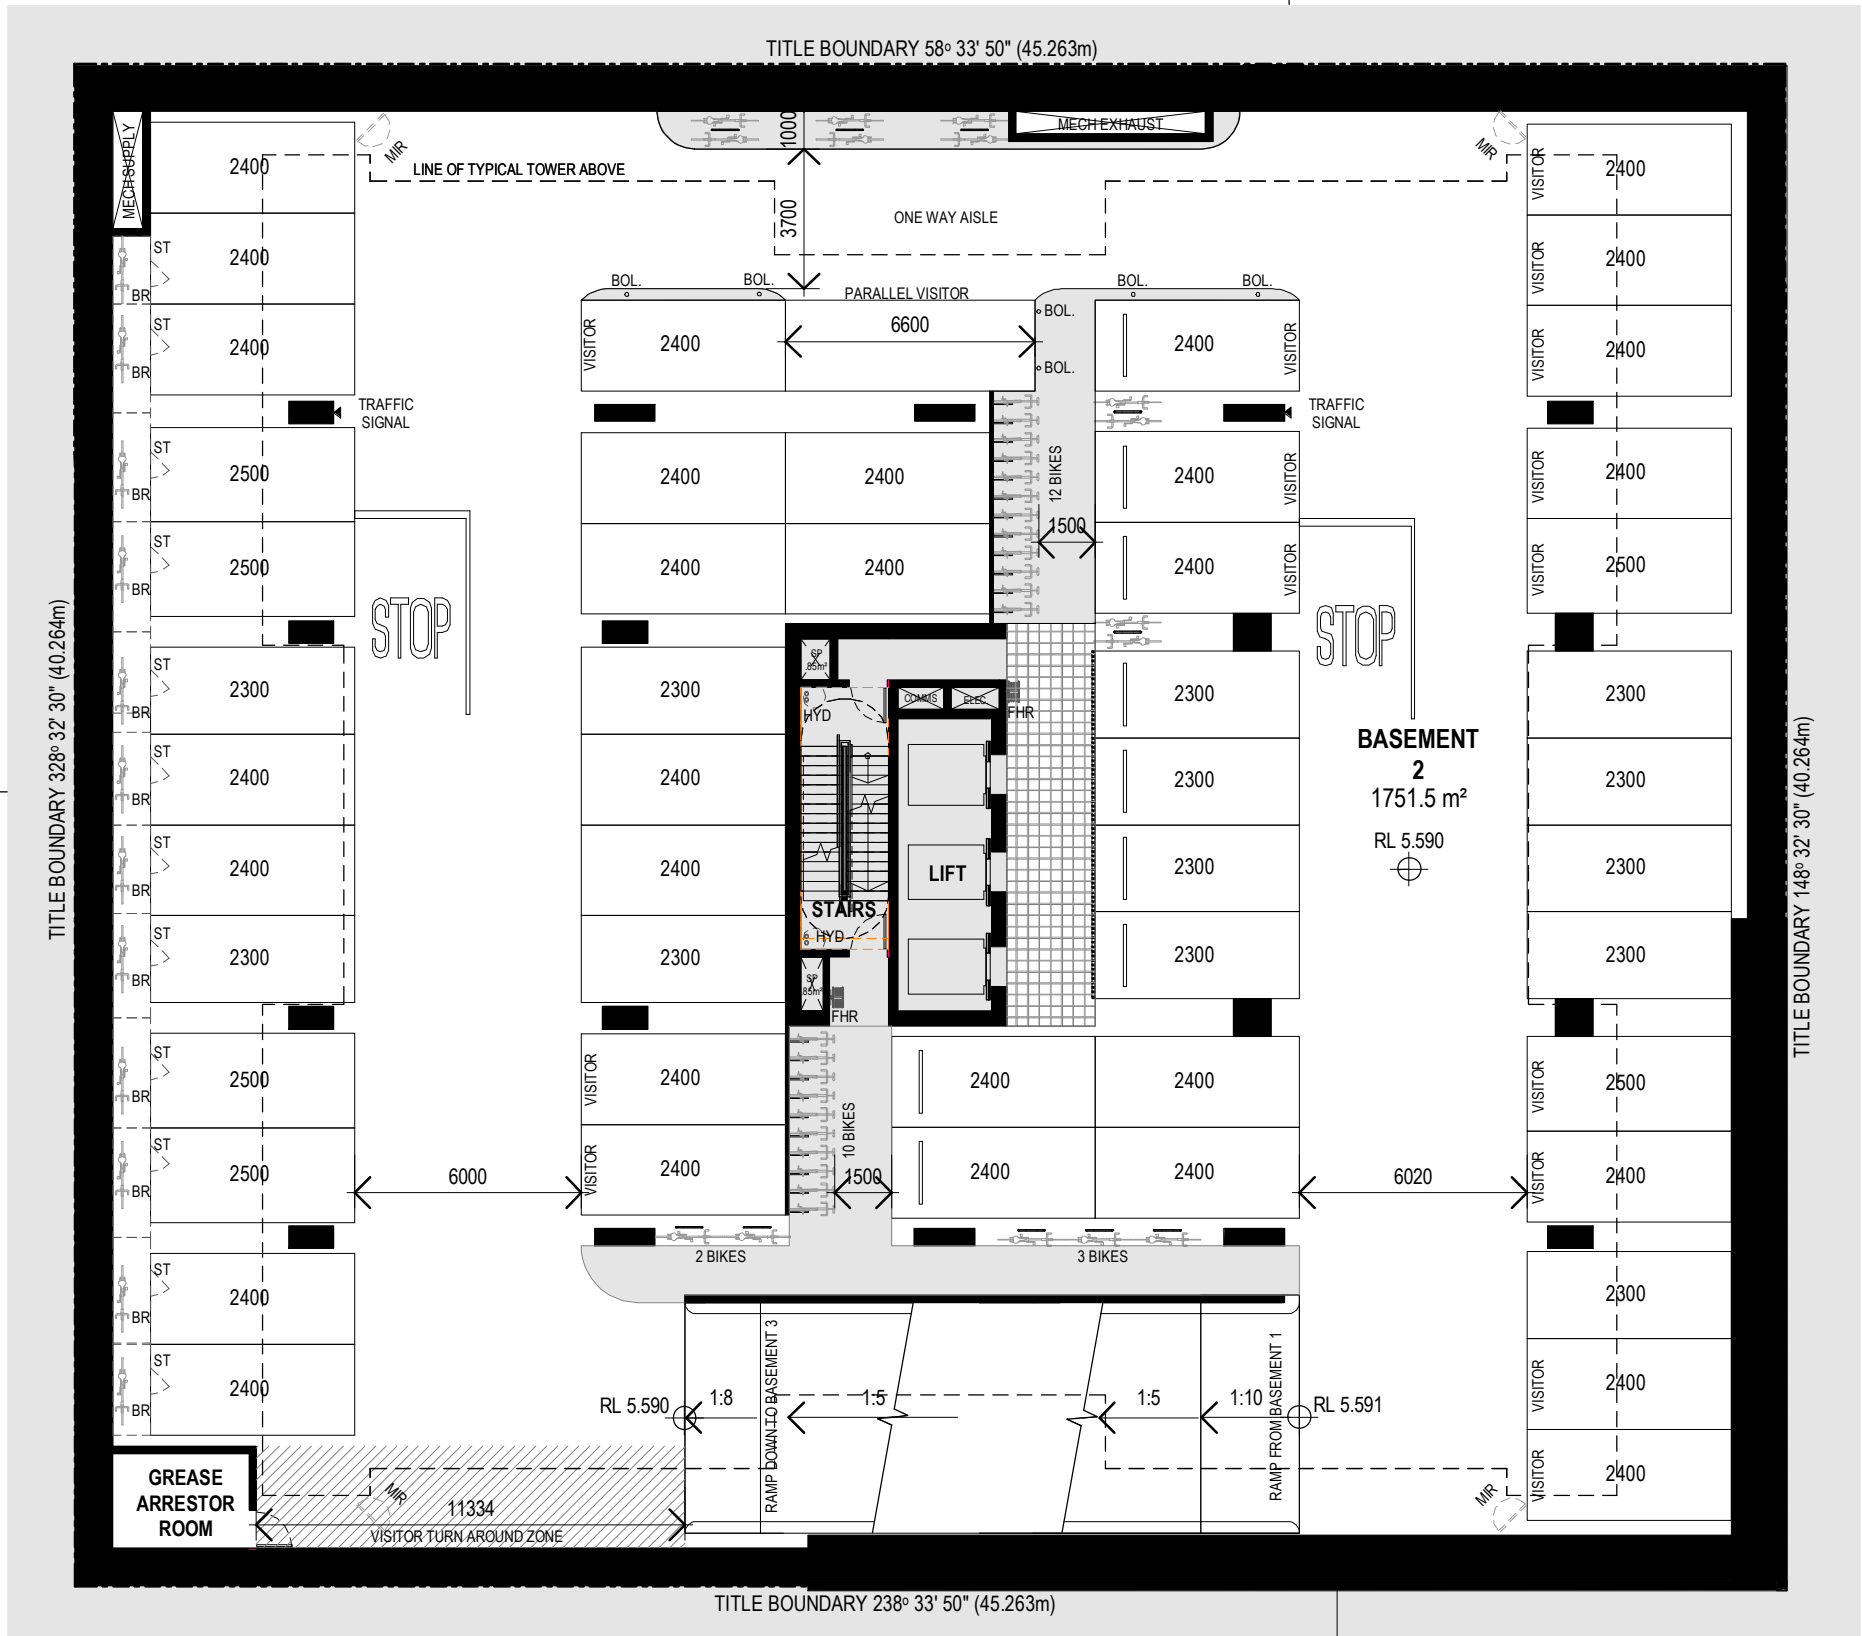 TITLE BOUNDARY 58º 33' 50" (45.263m)
MECH SUPPLY
2400
MIR
LINE OF TYPICAL TOWER ABOVE
1000
MECH EXHAUST
3700
ONE WAY AISLE
MIR
VISITOR
2400
ST
2400
BR
VISITOR
2400
BOL.
BOL.
PARALLEL VISITOR
BOL.
BOL.
ST
2400
BR
VISITOR
2400
6600
BOL.
BOL.
2400
VISITOR
VISITOR
2400
TRAFFIC
SIGNAL
TRAFFIC
SIGNAL
ST
2500
BR
2400
2400
12 BIKES
2400
VISITOR
VISITOR
2400
1500
ST
2500
BR
2400
2400
2400
VISITOR
VISITOR
2500
STOP
STOP
TITLE BOUNDARY 328º 32' 30" (40.264m)
SP
.85m²
ST
2300
BR
2300
HYD
COMMS
ELEC
FHR
2300
2300
BASEMENT
2
1751.5 m²
RL 5.590
TITLE BOUNDARY 148º 32' 30" (40.264m)
ST
2400
BR
2400
2300
2300
ST
2400
BR
2400
LIFT
2300
2300
STAIRS
HYD
ST
2300
BR
2300
SP
.85m²
FHR
2300
2300
ST
2500
BR
VISITOR
2400
10 BIKES
2400
2400
VISITOR
2500
ST
2500
BR
6000
VISITOR
2400
1500
2400
2400
6020
VISITOR
2400
2 BIKES
3 BIKES
ST
2400
BR
2300
ST
2400
BR
RL 5.590
1:8
RAMP DOWN TO BASEMENT 3
1:5
1:5
1:10
RAMP FROM BASEMENT 1
RL 5.591
VISITOR
2400
VISITOR
2400
GREASE
ARRESTOR
ROOM
MIR
11334
VISITOR TURN AROUND ZONE
MIR
TITLE BOUNDARY 238º 33' 50" (45.263m)